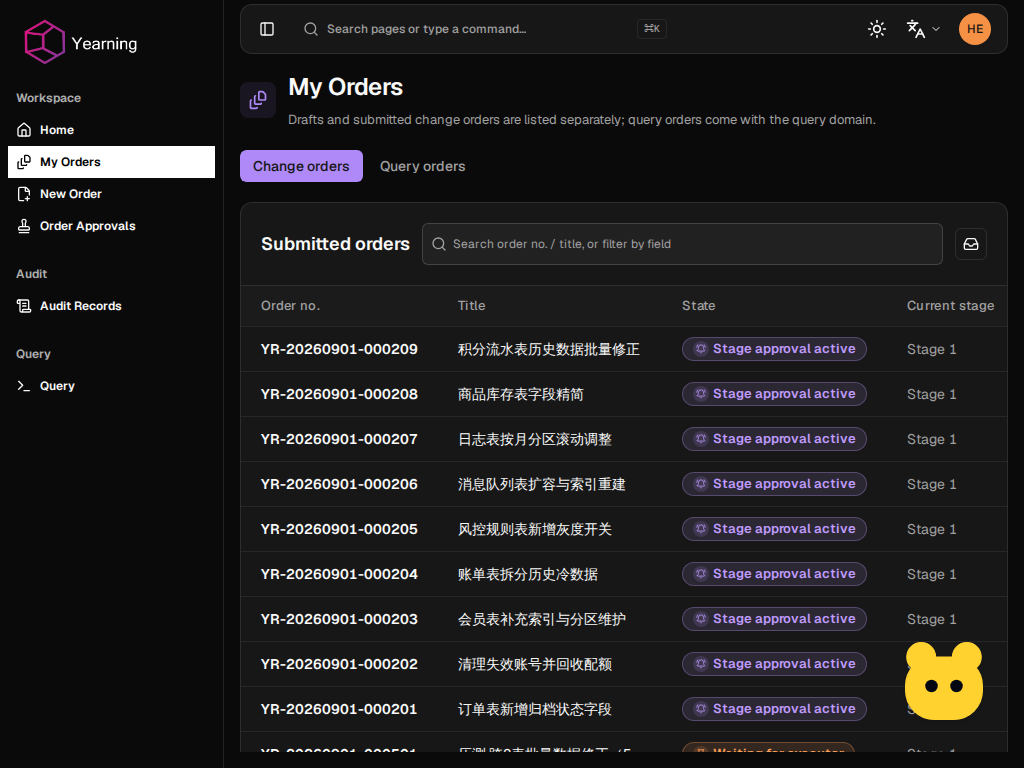 Yearning
Workspace
Home
My Orders
New Order
Order Approvals
Audit
Audit Records
Query
Query
Search pages or type a command...
⌘K
HE
My Orders
Drafts and submitted change orders are listed separately; query orders come with the query domain.
Change orders
Query orders
Submitted orders
Search order no. / title, or filter by field
Order no. Title State Current stage
YR-20260901-000209 积分流水表历史数据批量修正 Stage approval active Stage 1
YR-20260901-000208 商品库存表字段精简 Stage approval active Stage 1
YR-20260901-000207 日志表按月分区滚动调整 Stage approval active Stage 1
YR-20260901-000206 消息队列表扩容与索引重建 Stage approval active Stage 1
YR-20260901-000205 风控规则表新增灰度开关 Stage approval active Stage 1
YR-20260901-000204 账单表拆分历史冷数据 Stage approval active Stage 1
YR-20260901-000203 会员表补充索引与分区维护 Stage approval active Stage 1
YR-20260901-000202 清理失效账号并回收配额 Stage approval active
YR-20260901-000201 订单表新增归档状态字段 Stage approval active
Waiting for executor Stage 1